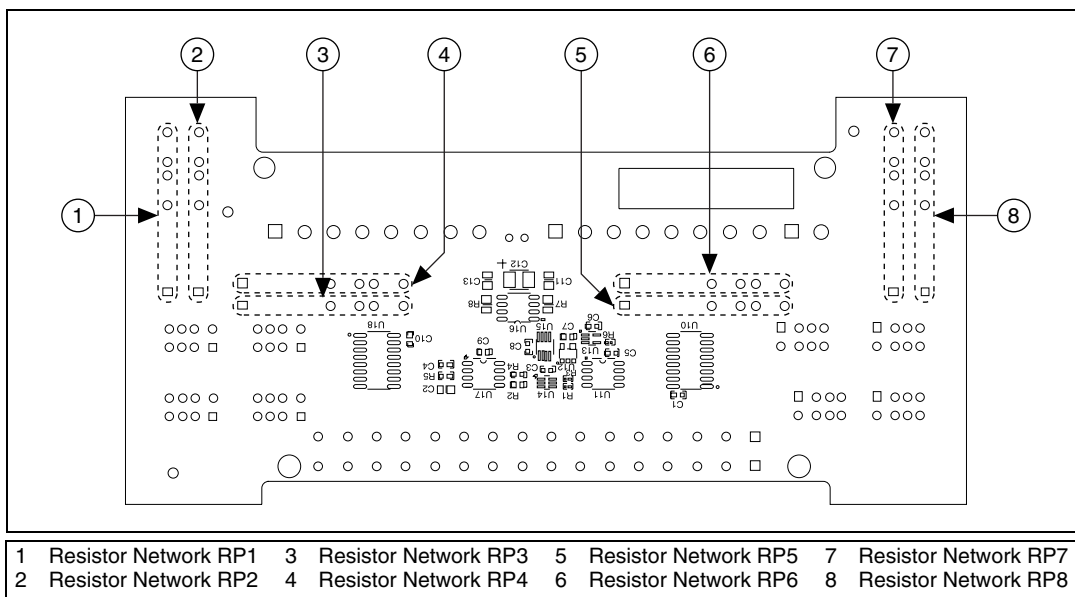 2 3 4 5 6 7
1 8
C12
C13 C11
R8 R7
U16
U18 U15 C7 C6 U10
C10 C9 C8 U13 R6
C4 U12 C5
R5 R4 C3 R3
C2 U17 R2 U14 R1 U11 C1
1 Resistor Network RP1 3 Resistor Network RP3 5 Resistor Network RP5 7 Resistor Network RP7
2 Resistor Network RP2 4 Resistor Network RP4 6 Resistor Network RP6 8 Resistor Network RP8